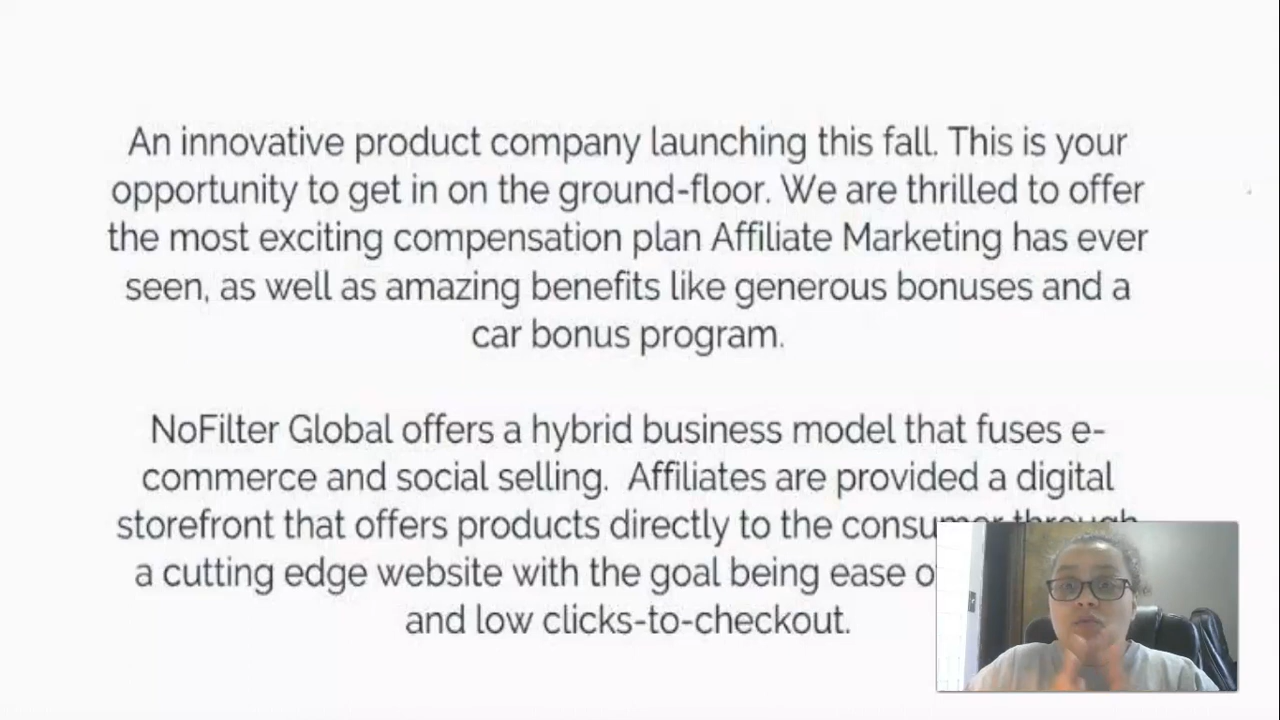 An innovative product company launching this fall. This is your
opportunity to get in on the ground-floor. We are thrilled to offer
the most exciting compensation plan Affiliate Marketing has ever
seen, as well as amazing benefits like generous bonuses and a
car bonus program.
NoFilter Global offers a hybrid business model that fuses e-
commerce and social selling.  Affiliates are provided a digital
storefront that offers products directly to the consumer through
a cutting edge website with the goal being ease
and low clicks-to-checkout.